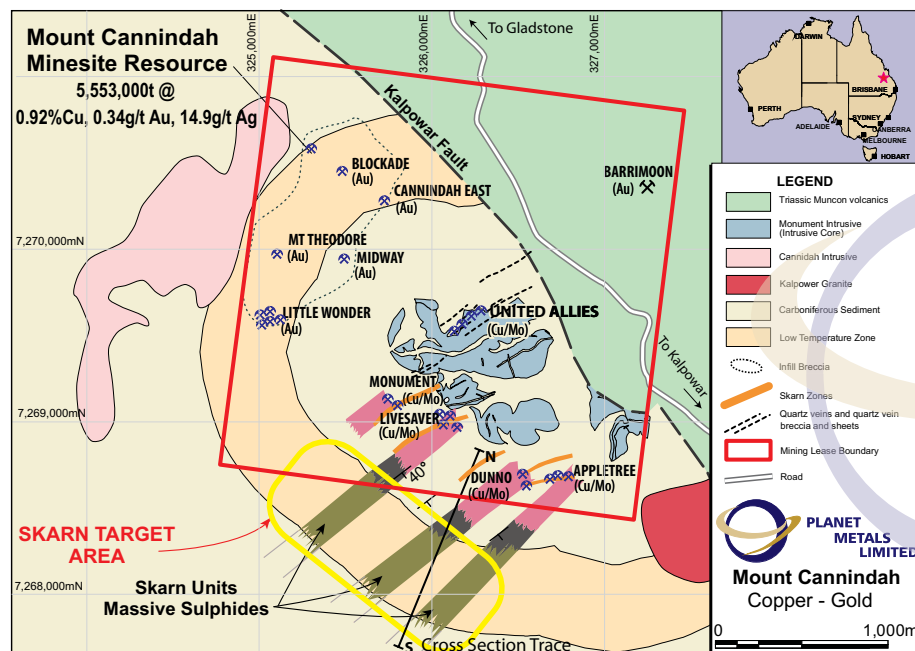 Mount Cannindah
Minesite Resource
5,553,000t @
0.92%Cu, 0.34g/t Au, 14.9g/t Ag
325,000mE
326,000mE
327,000mE
To Gladstone
Kalpowar Fault
BLOCKADE
(Au)
CANNINDAH EAST
(Au)
BARRIMOON
(Au)
7,270,000mN
MT THEODORE
(Au)
MIDWAY
(Au)
LITTLE WONDER
(Au)
UNITED ALLIES
(Cu/Mo)
To Kalpowar
MONUMENT
(Cu/Mo)
7,269,000mN
LIVESAVER
(Cu/Mo)
40°
N
DUNNO
(Cu/Mo)
APPLETREE
(Cu/Mo)
SKARN TARGET
AREA
7,268,000mN
Skarn Units
Massive Sulphides
S
Cross Section Trace
DARWIN
BRISBANE
PERTH
ADELAIDE
SYDNEY
CANBERRA
MELBOURNE
HOBART
LEGEND
Triassic Muncon volcanics
Monument Intrusive
(Intrusive Core)
Cannidah Intrusive
Kalpower Granite
Carboniferous Sediment
Low Temperature Zone
Infill Breccia
Skarn Zones
Quartz veins and quartz vein
breccia and sheets
Mining Lease Boundary
Road
PLANET
METALS
LIMITED
Mount Cannindah
Copper - Gold
0
1,000m